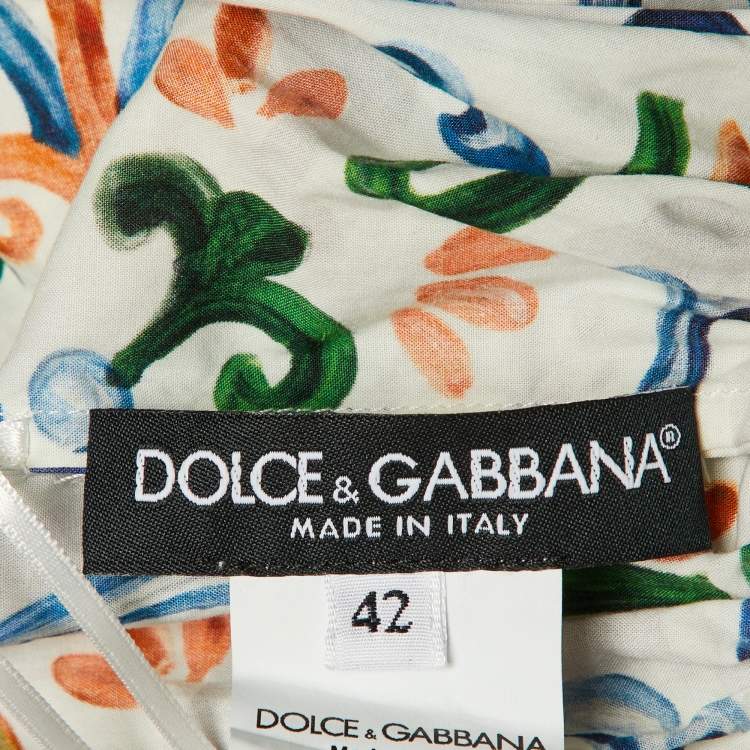 DOLCE & GABBANA®
MADE IN ITALY
42
DOLCE & GABBANA